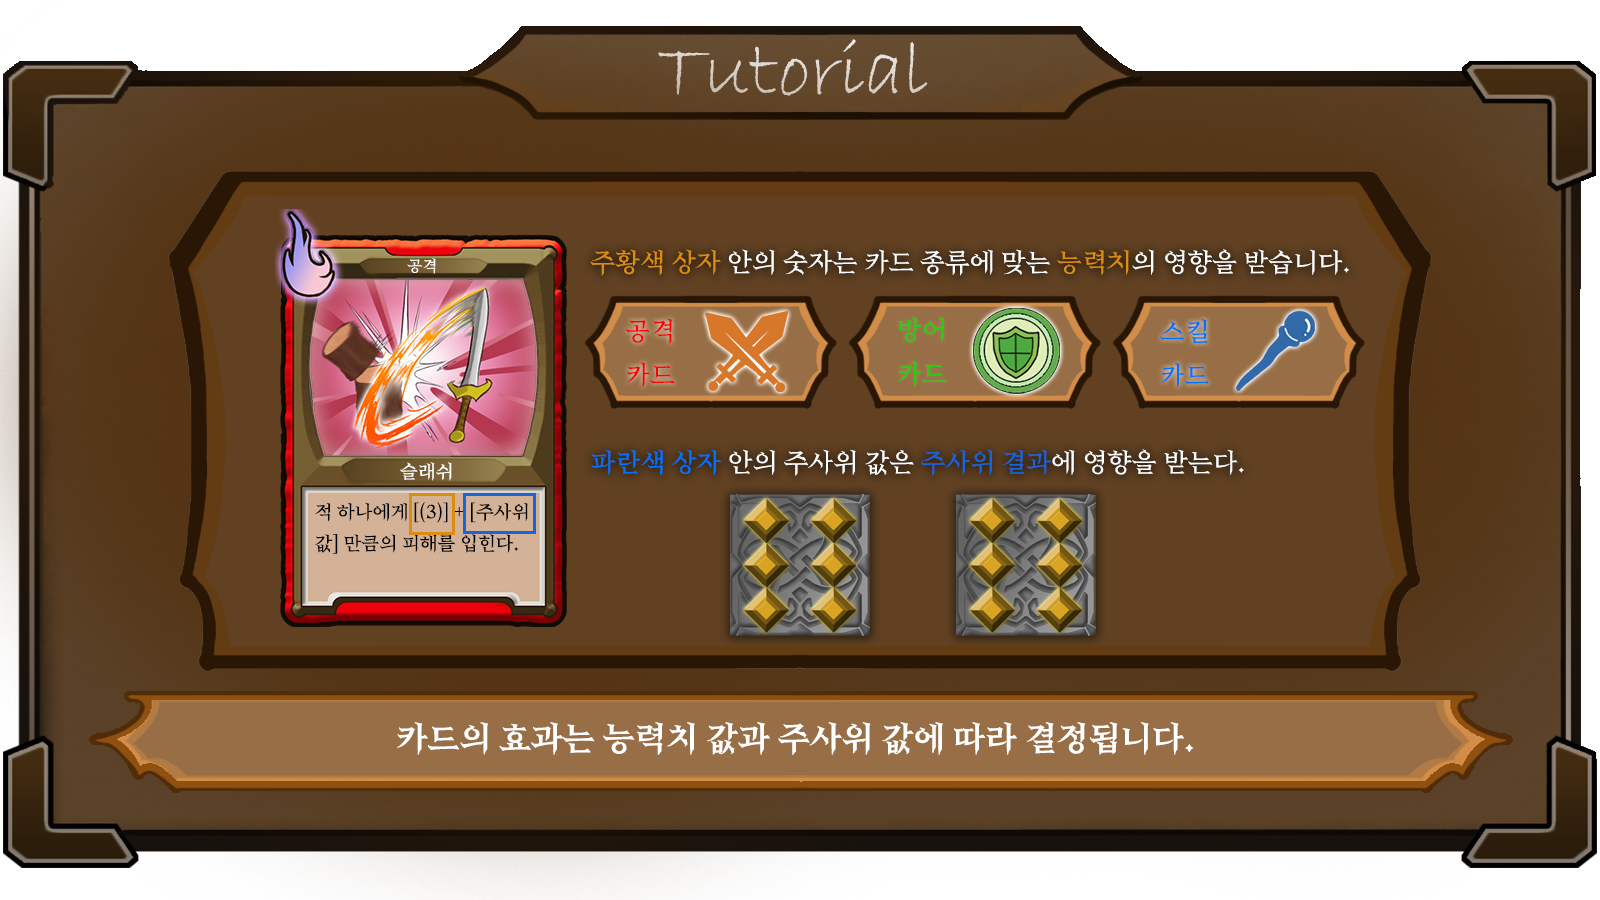 Tutorial
공격
슬래쉬
적 하나에게 [(3)] + [주사위
값] 만큼의 피해를 입힌다.
주황색 상자 안의 숫자는 카드 종류에 맞는 능력치의 영향을 받습니다.
공격
카드
방어
카드
스킬
카드
파란색 상자 안의 주사위 값은 주사위 결과에 영향을 받는다.
카드의 효과는 능력치 값과 주사위 값에 따라 결정됩니다.